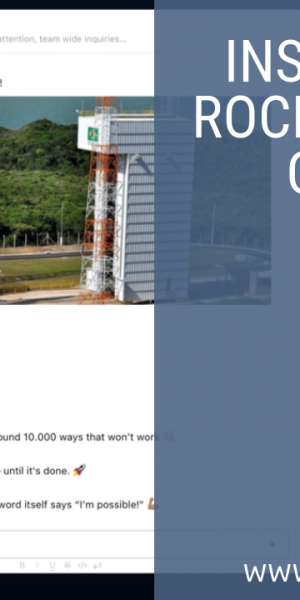 attention, team wide inquiries...
!
INS
ROC
ound 10.000 ways that won't work
until it's done. 🚀
word itself says "I'm possible!" 💪🏽
B I U S
www